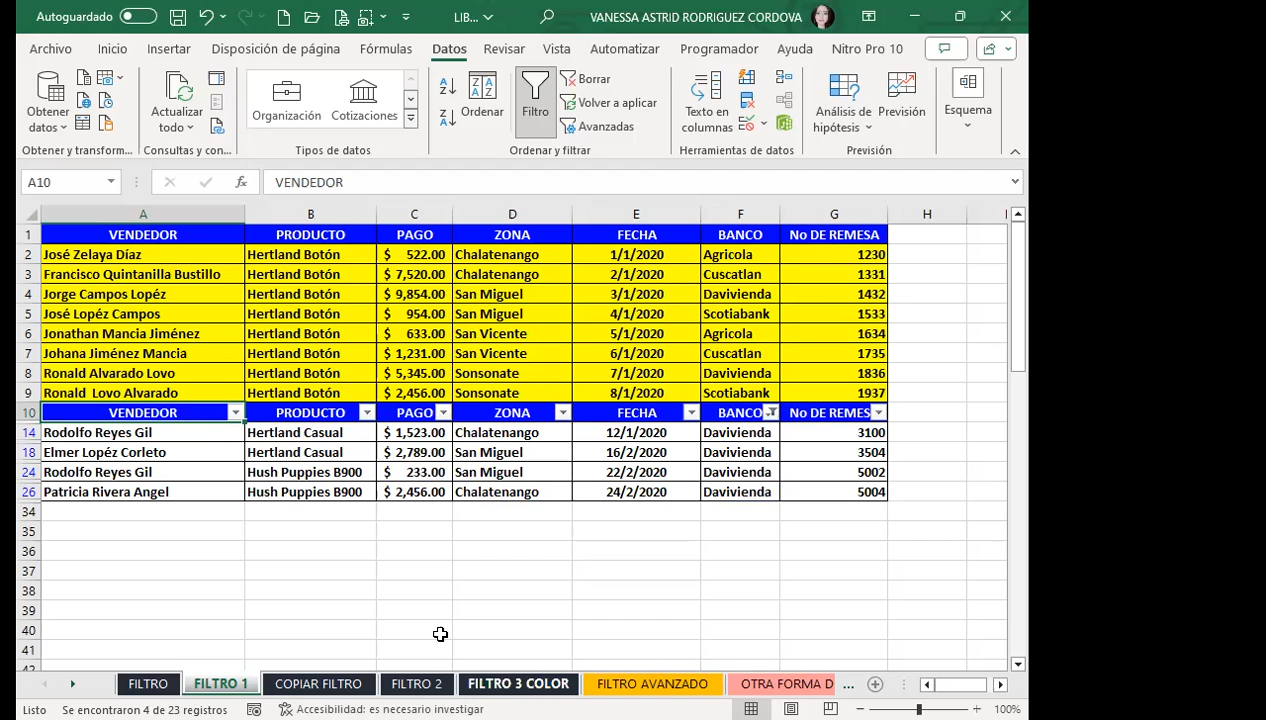 Autoguardado LIB... VANESSA ASTRID RODRIGUEZ CORDOVA
Archivo Inicio Insertar Disposición de página Fórmulas Datos Revisar Vista Automatizar Programador Ayuda Nitro Pro 10
Obtener datos Actualizar todo Organización Cotizaciones Ordenar Filtro Borrar Volver a aplicar Avanzadas Texto en columnas Análisis de hipótesis Previsión Esquema
Obtener y transform... Consultas y con... Tipos de datos Ordenar y filtrar Herramientas de datos Previsión
A10 fx VENDEDOR
A B C D E F G H I
1 VENDEDOR PRODUCTO PAGO ZONA FECHA BANCO No DE REMESA
2 José Zelaya Díaz Hertland Botón $ 522.00 Chalatenango 1/1/2020 Agricola 1230
3 Francisco Quintanilla Bustillo Hertland Botón $ 7,520.00 Chalatenango 2/1/2020 Cuscatlan 1331
4 Jorge Campos Lopéz Hertland Botón $ 9,854.00 San Miguel 3/1/2020 Davivienda 1432
5 José Lopéz Campos Hertland Botón $ 954.00 San Miguel 4/1/2020 Scotiabank 1533
6 Jonathan Mancia Jiménez Hertland Botón $ 633.00 San Vicente 5/1/2020 Agricola 1634
7 Johana Jiménez Mancia Hertland Botón $ 1,231.00 San Vicente 6/1/2020 Cuscatlan 1735
8 Ronald Alvarado Lovo Hertland Botón $ 5,345.00 Sonsonate 7/1/2020 Davivienda 1836
9 Ronald Lovo Alvarado Hertland Botón $ 2,456.00 Sonsonate 8/1/2020 Scotiabank 1937
10 VENDEDOR PRODUCTO PAGO ZONA FECHA BANCO No DE REMES
14 Rodolfo Reyes Gil Hertland Casual $ 1,523.00 Chalatenango 12/1/2020 Davivienda 3100
18 Elmer Lopéz Corleto Hertland Casual $ 2,789.00 San Miguel 16/2/2020 Davivienda 3504
24 Rodolfo Reyes Gil Hush Puppies B900 $ 233.00 San Miguel 22/2/2020 Davivienda 5002
26 Patricia Rivera Angel Hush Puppies B900 $ 2,456.00 Chalatenango 24/2/2020 Davivienda 5004
34
35
36
37
38
39
40
41
42
FILTRO FILTRO 1 COPIAR FILTRO FILTRO 2 FILTRO 3 COLOR FILTRO AVANZADO OTRA FORMA D ...
Listo Se encontraron 4 de 23 registros Accesibilidad: es necesario investigar 100%